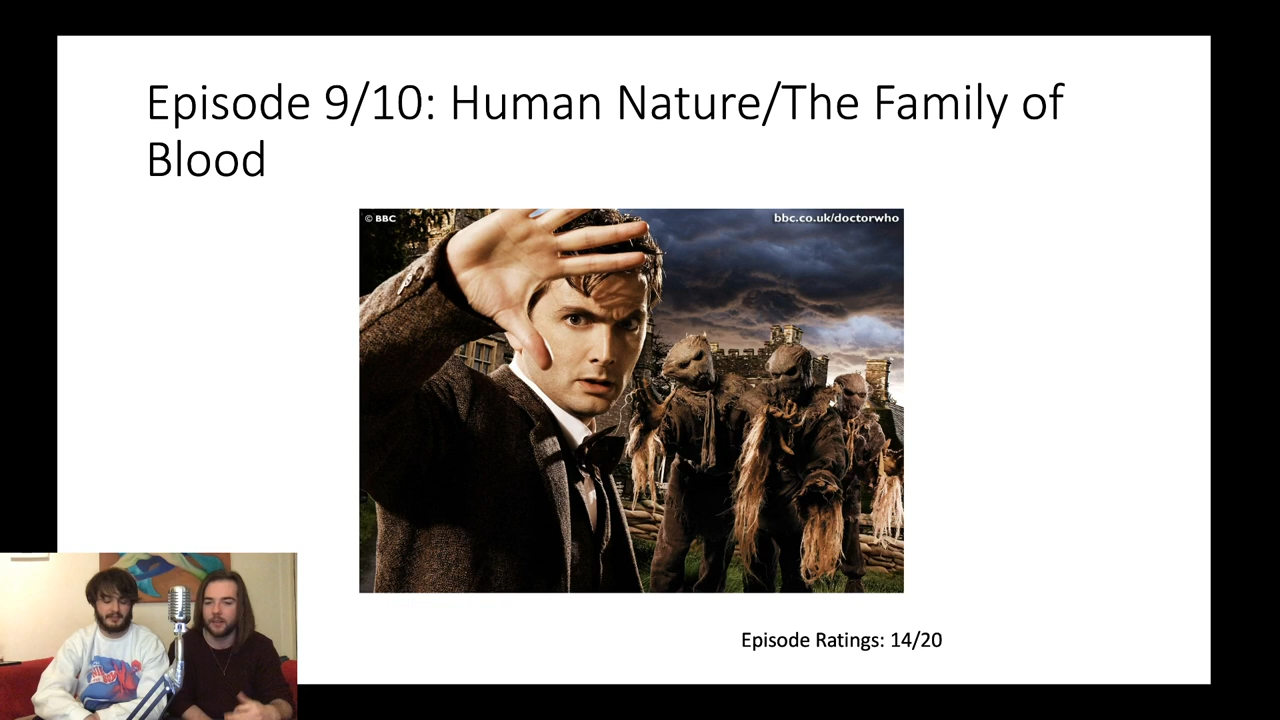 Episode 9/10: Human Nature/The Family of
Blood
© BBC
bbc.co.uk/doctorwho
Episode Ratings: 14/20